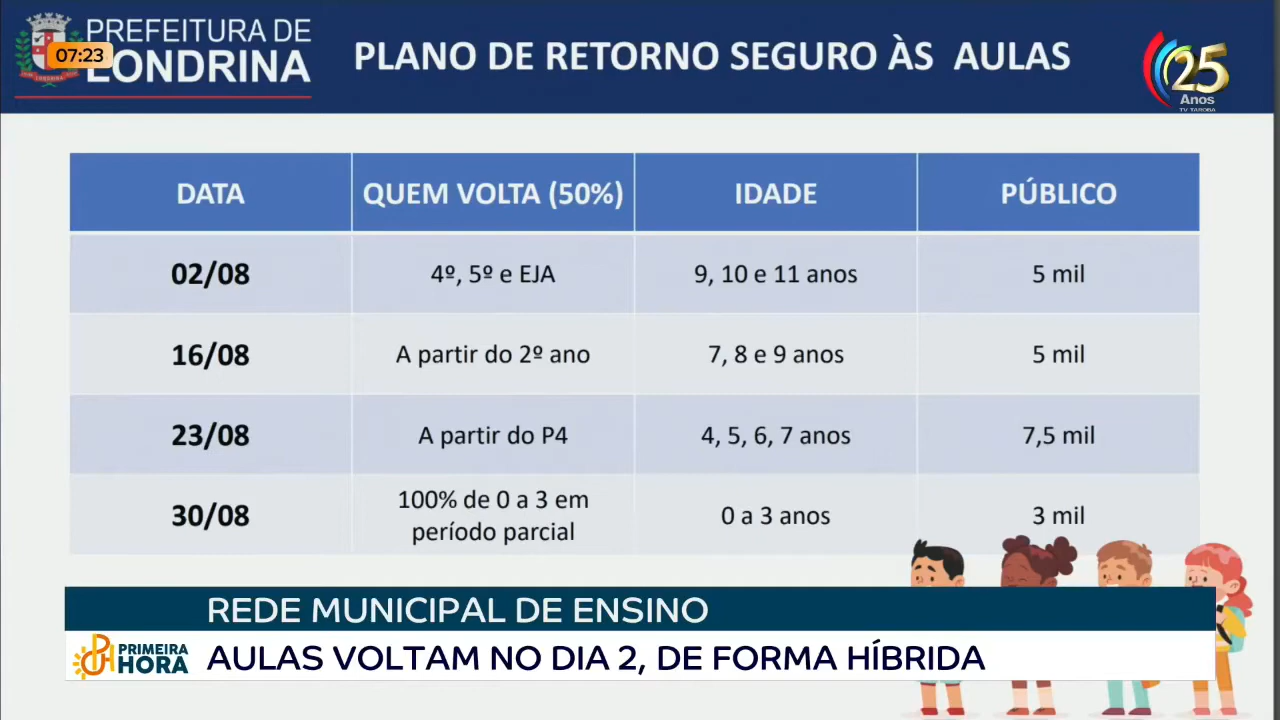 PREFEITURA DE
LONDRINA
07:23
PLANO DE RETORNO SEGURO ÀS AULAS
25
Anos
TV TAROBÁ
DATA QUEM VOLTA (50%) IDADE PÚBLICO
02/08 4º, 5º e EJA 9, 10 e 11 anos 5 mil
16/08 A partir do 2º ano 7, 8 e 9 anos 5 mil
23/08 A partir do P4 4, 5, 6, 7 anos 7,5 mil
30/08 100% de 0 a 3 em
período parcial 0 a 3 anos 3 mil
REDE MUNICIPAL DE ENSINO
PRIMEIRA
HORA
AULAS VOLTAM NO DIA 2, DE FORMA HÍBRIDA